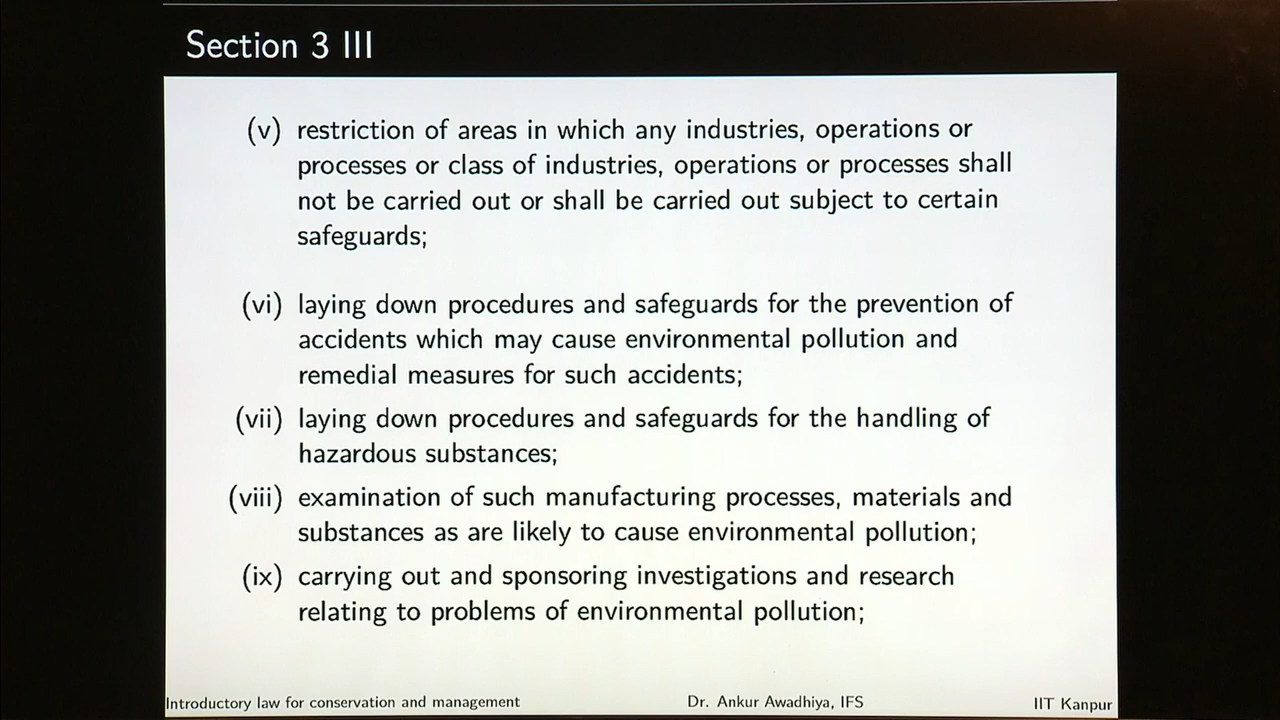 Section 3 III
(v) restriction of areas in which any industries, operations or
processes or class of industries, operations or processes shall
not be carried out or shall be carried out subject to certain
safeguards;
(vi) laying down procedures and safeguards for the prevention of
accidents which may cause environmental pollution and
remedial measures for such accidents;
(vii) laying down procedures and safeguards for the handling of
hazardous substances;
(viii) examination of such manufacturing processes, materials and
substances as are likely to cause environmental pollution;
(ix) carrying out and sponsoring investigations and research
relating to problems of environmental pollution;
Introductory law for conservation and management Dr. Ankur Awadhiya, IFS IIT Kanpur